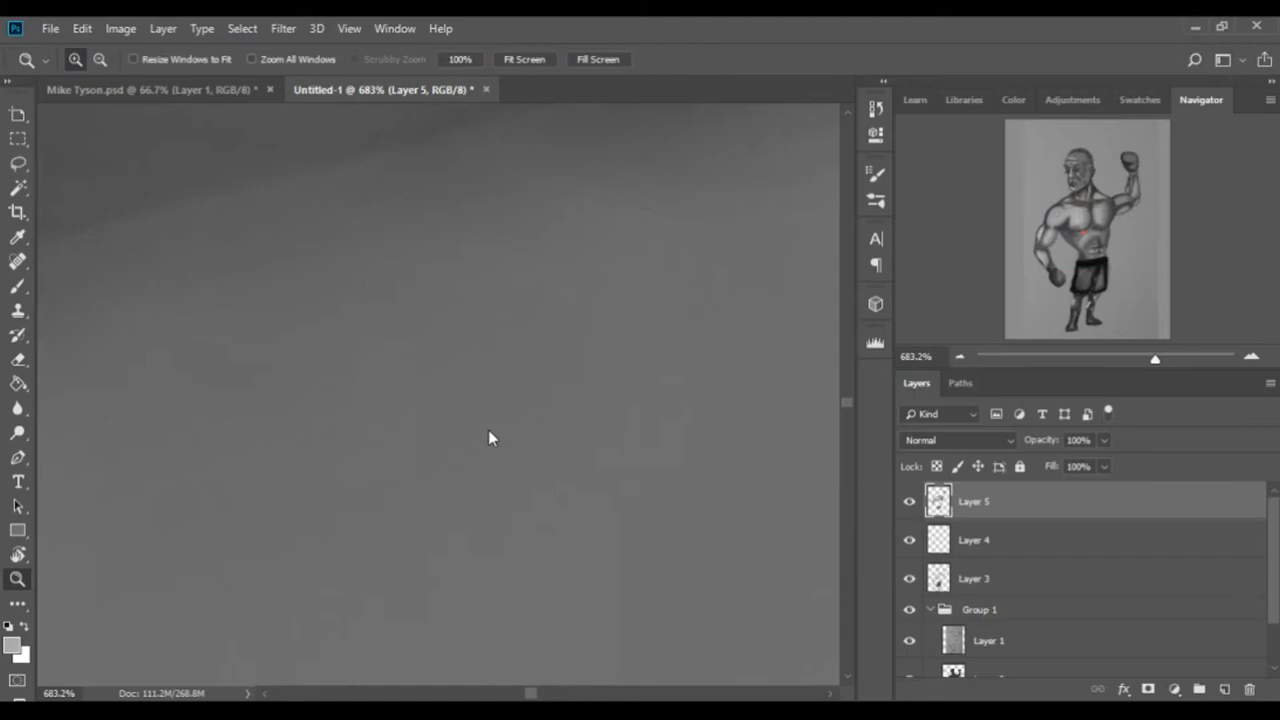 Ps File Edit Image Layer Type Select Filter 3D View Window Help
Resize Windows to Fit Zoom All Windows Scrubby Zoom 100% Fit Screen Fill Screen
Mike Tyson.psd @ 66.7% (Layer 1, RGB/8) * Untitled-1 @ 683% (Layer 5, RGB/8) *
Learn Libraries Color Adjustments Swatches Navigator
683.2%
Layers Paths
Kind
Normal Opacity: 100%
Lock: Fill: 100%
Layer 5
Layer 4
Layer 3
Group 1
Layer 1
683.2% Doc: 111.2M/268.8M